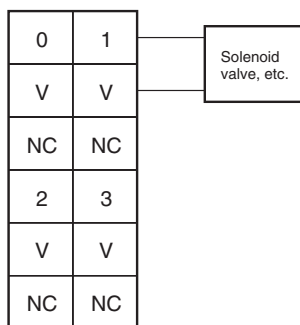 0 1
Solenoid
valve, etc.
V V
NC NC
2 3
V V
NC NC